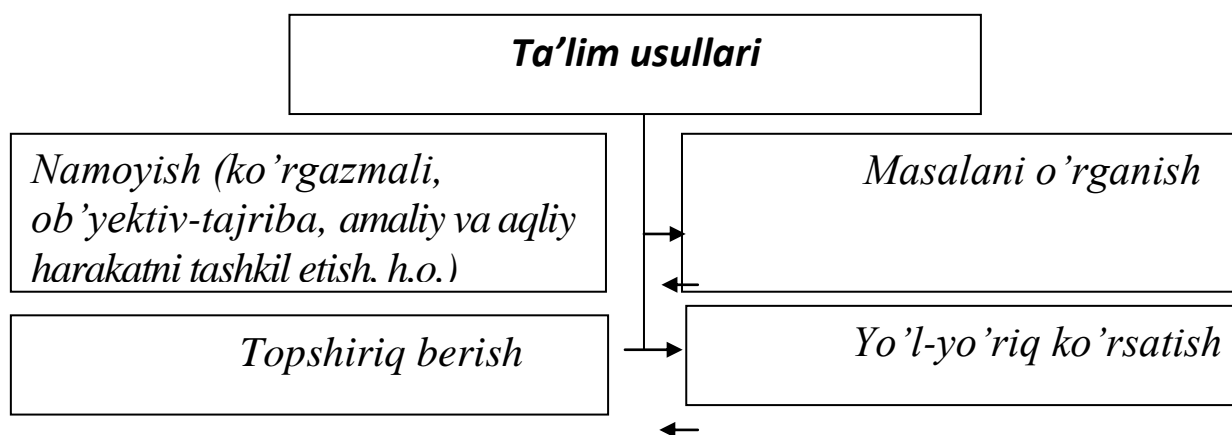 Ta’lim usullari
Namoyish (ko’rgazmali,
ob’yektiv-tajriba, amaliy va aqliy
harakatni tashkil etish. h.o.)
Masalani o’rganish
Topshiriq berish
Yo’l-yo’riq ko’rsatish